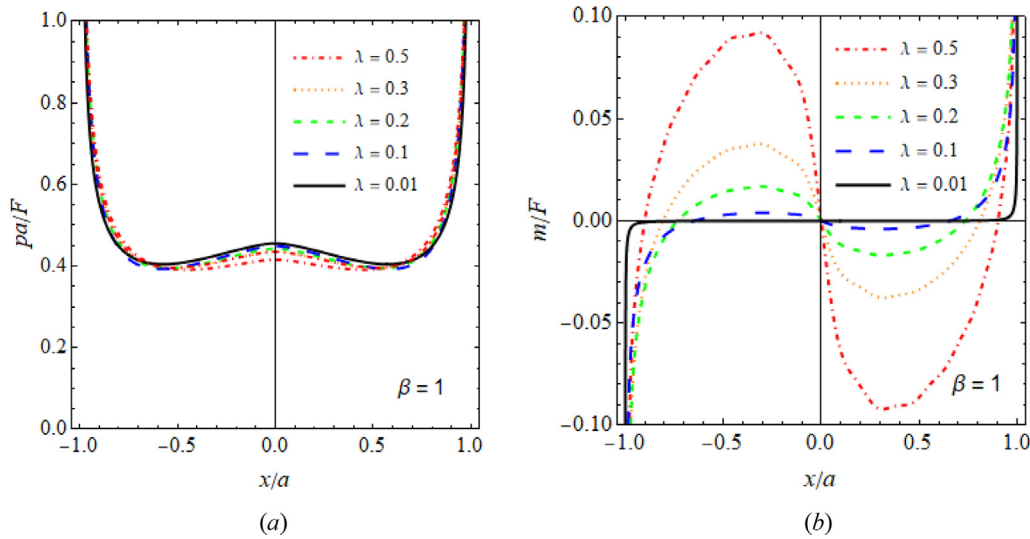 1.0
0.8
0.6
0.4
0.2
0.0
pa/F
λ = 0.5
λ = 0.3
λ = 0.2
λ = 0.1
λ = 0.01
β = 1
−1.0 −0.5 0.0 0.5 1.0
x/a
(a)
0.10
0.05
0.00
−0.05
−0.10
m/F
λ = 0.5
λ = 0.3
λ = 0.2
λ = 0.1
λ = 0.01
β = 1
−1.0 −0.5 0.0 0.5 1.0
x/a
(b)